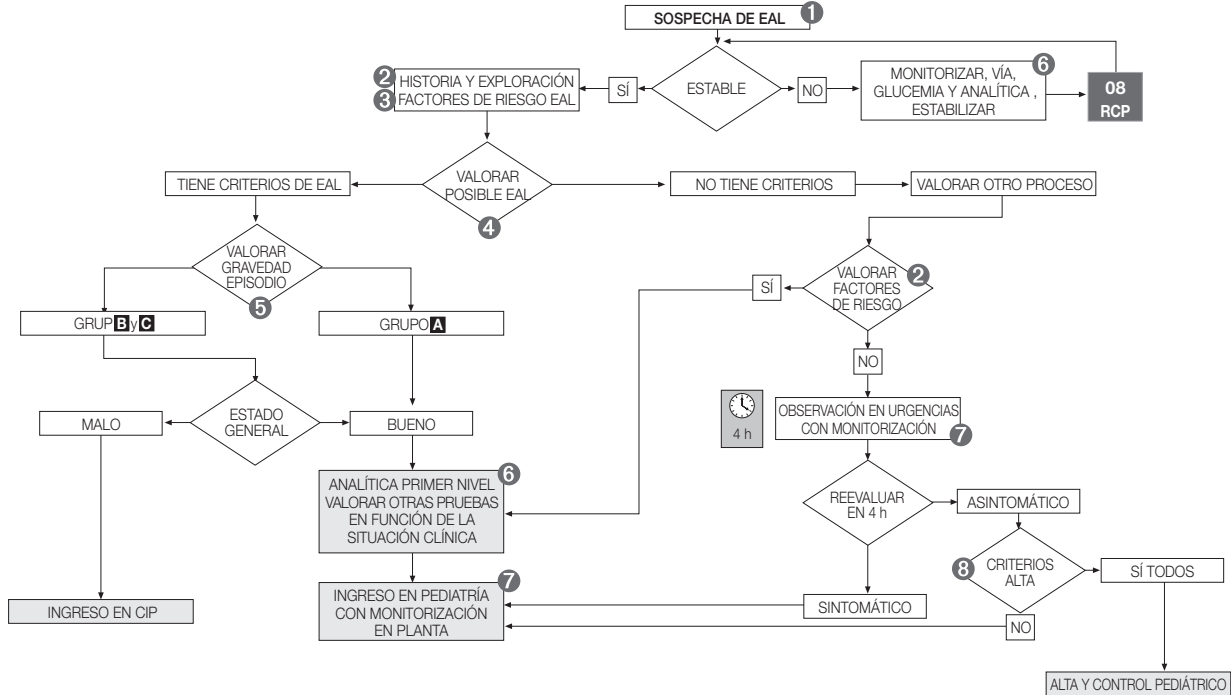 SOSPECHA DE EAL 1
2 HISTORIA Y EXPLORACIÓN
3 FACTORES DE RIESGO EAL
SÍ
ESTABLE
NO
6
MONITORIZAR, VÍA,
GLUCEMIA Y ANALÍTICA ,
ESTABILIZAR
08
RCP
TIENE CRITERIOS DE EAL
VALORAR
POSIBLE EAL
4
NO TIENE CRITERIOS
VALORAR OTRO PROCESO
VALORAR
GRAVEDAD
EPISODIO
5
SÍ
VALORAR 2
FACTORES
DE RIESGO
GRUP B y C
GRUPO A
NO
MALO
ESTADO
GENERAL
BUENO
4 h
OBSERVACIÓN EN URGENCIAS
CON MONITORIZACIÓN 7
6
ANALÍTICA PRIMER NIVEL
VALORAR OTRAS PRUEBAS
EN FUNCIÓN DE LA
SITUACIÓN CLÍNICA
REEVALUAR
EN 4 h
ASINTOMÁTICO
8 CRITERIOS
ALTA
SÍ TODOS
INGRESO EN CIP
7
INGRESO EN PEDIATRÍA
CON MONITORIZACIÓN
EN PLANTA
SINTOMÁTICO
NO
ALTA Y CONTROL PEDIÁTRICO